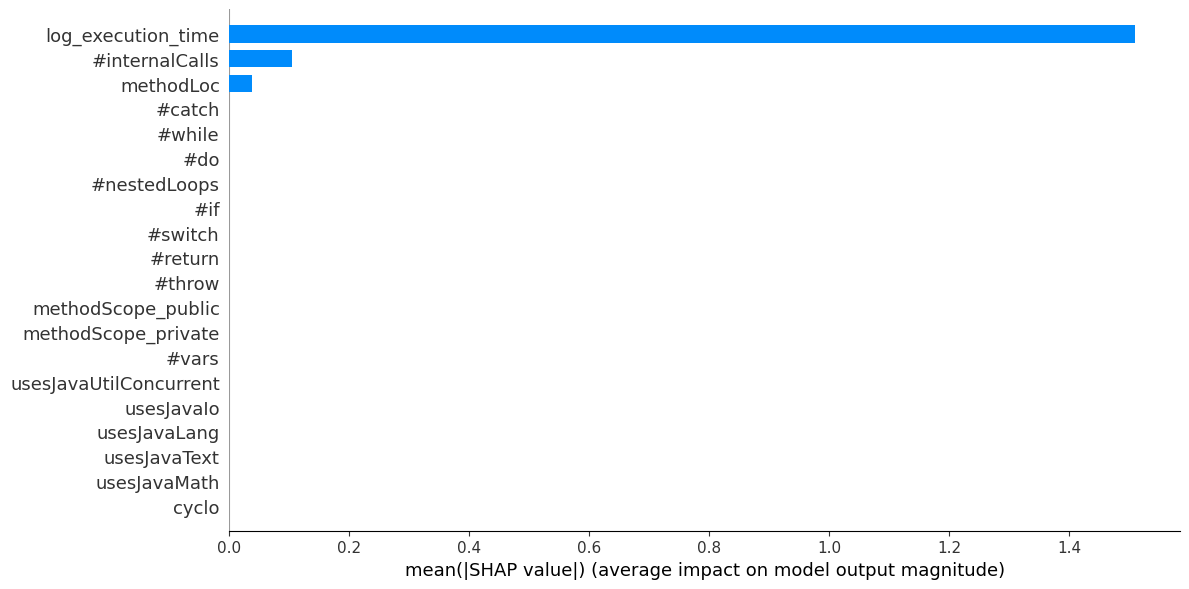 log_execution_time
#internalCalls
methodLoc
#catch
#while
#do
#nestedLoops
#if
#switch
#return
#throw
methodScope_public
methodScope_private
#vars
usesJavaUtilConcurrent
usesJavaIo
usesJavaLang
usesJavaText
usesJavaMath
cyclo
0.0 0.2 0.4 0.6 0.8 1.0 1.2 1.4
mean(|SHAP value|) (average impact on model output magnitude)